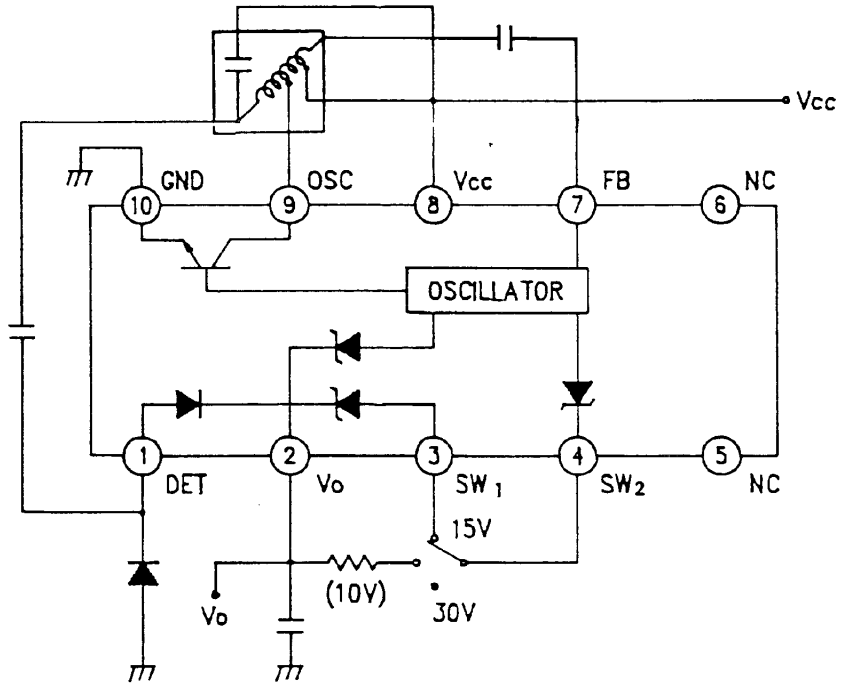 Vcc
GND
OSC
Vcc
FB
NC
10
9
8
7
6
OSCILLATOR
1
2
3
4
5
DET
Vo
SW1
SW2
NC
15V
(10V)
30V
Vo